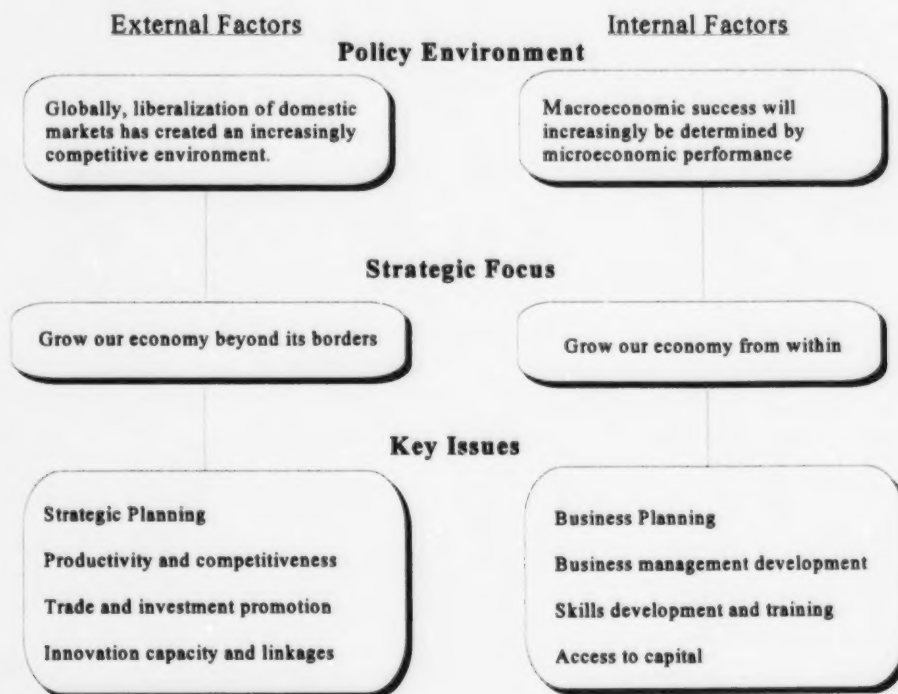 External Factors
Internal Factors
Policy Environment
Globally, liberalization of domestic
markets has created an increasingly
competitive environment.
Macroeconomic success will
increasingly be determined by
microeconomic performance
Strategic Focus
Grow our economy beyond its borders
Grow our economy from within
Key Issues
Strategic Planning
Productivity and competitiveness
Trade and investment promotion
Innovation capacity and linkages
Business Planning
Business management development
Skills development and training
Access to capital